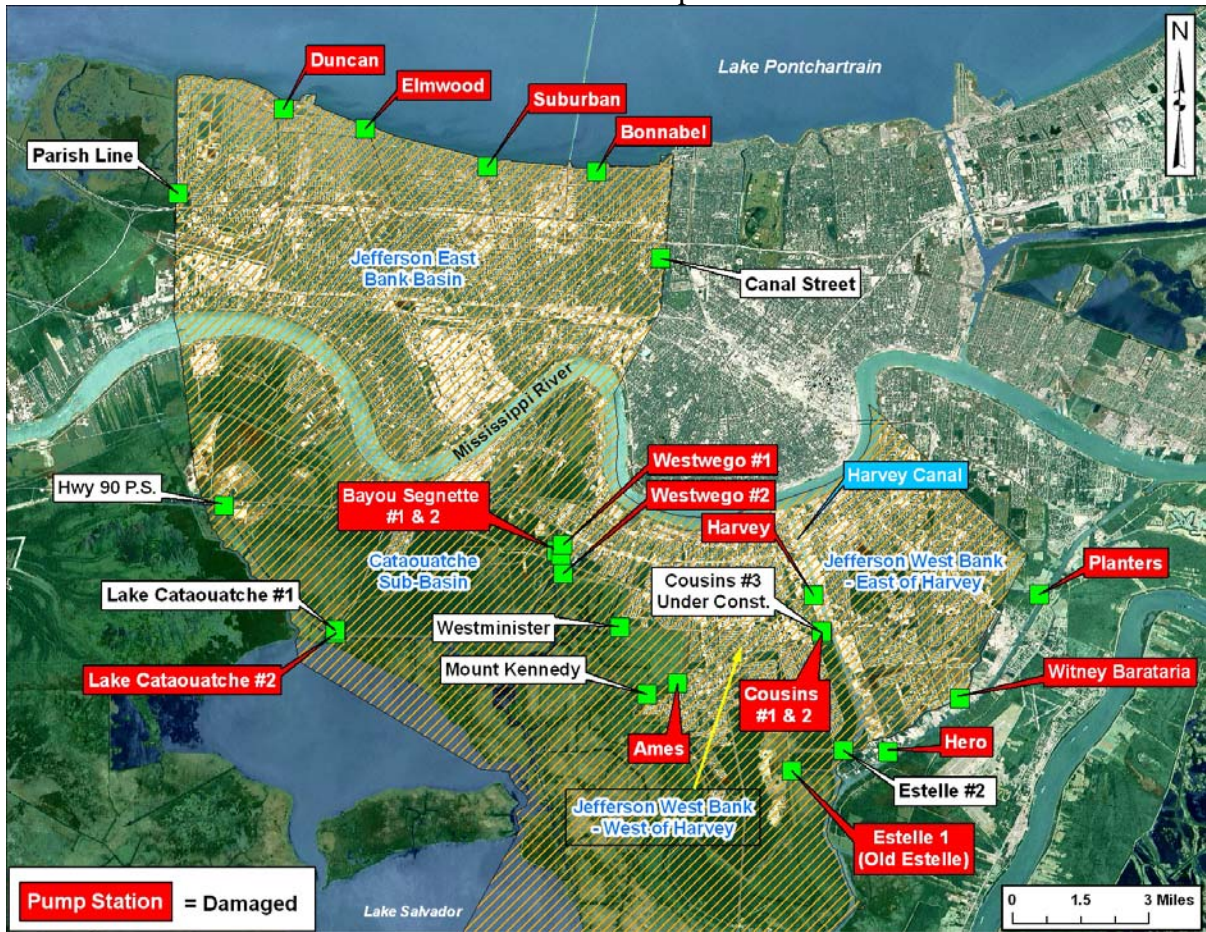 Duncan
Elmwood
Suburban
Bonnabel
Lake Pontchartrain
N
Parish Line
Jefferson East
Bank Basin
Canal Street
Mississippi River
Hwy 90 P.S.
Bayou Segnette
#1 & 2
Westwego #1
Westwego #2
Harvey
Harvey Canal
Cataouatche
Sub-Basin
Jefferson West Bank
- East of Harvey
Planters
Cousins #3
Under Const.
Lake Cataouatche #1
Lake Cataouatche #2
Westminister
Mount Kennedy
Ames
Cousins
#1 & 2
Witney Barataria
Hero
Estelle #2
Jefferson West Bank
- West of Harvey
Estelle 1
(Old Estelle)
Pump Station = Damaged
Lake Salvador
0 1.5 3 Miles